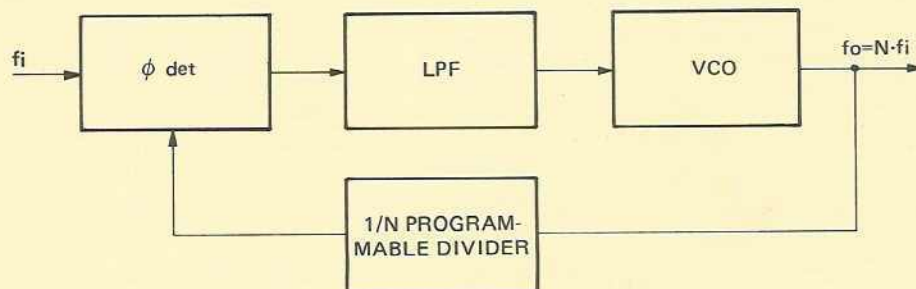 fi
φ det
LPF
VCO
fo=N·fi
1/N PROGRAM-
MABLE DIVIDER